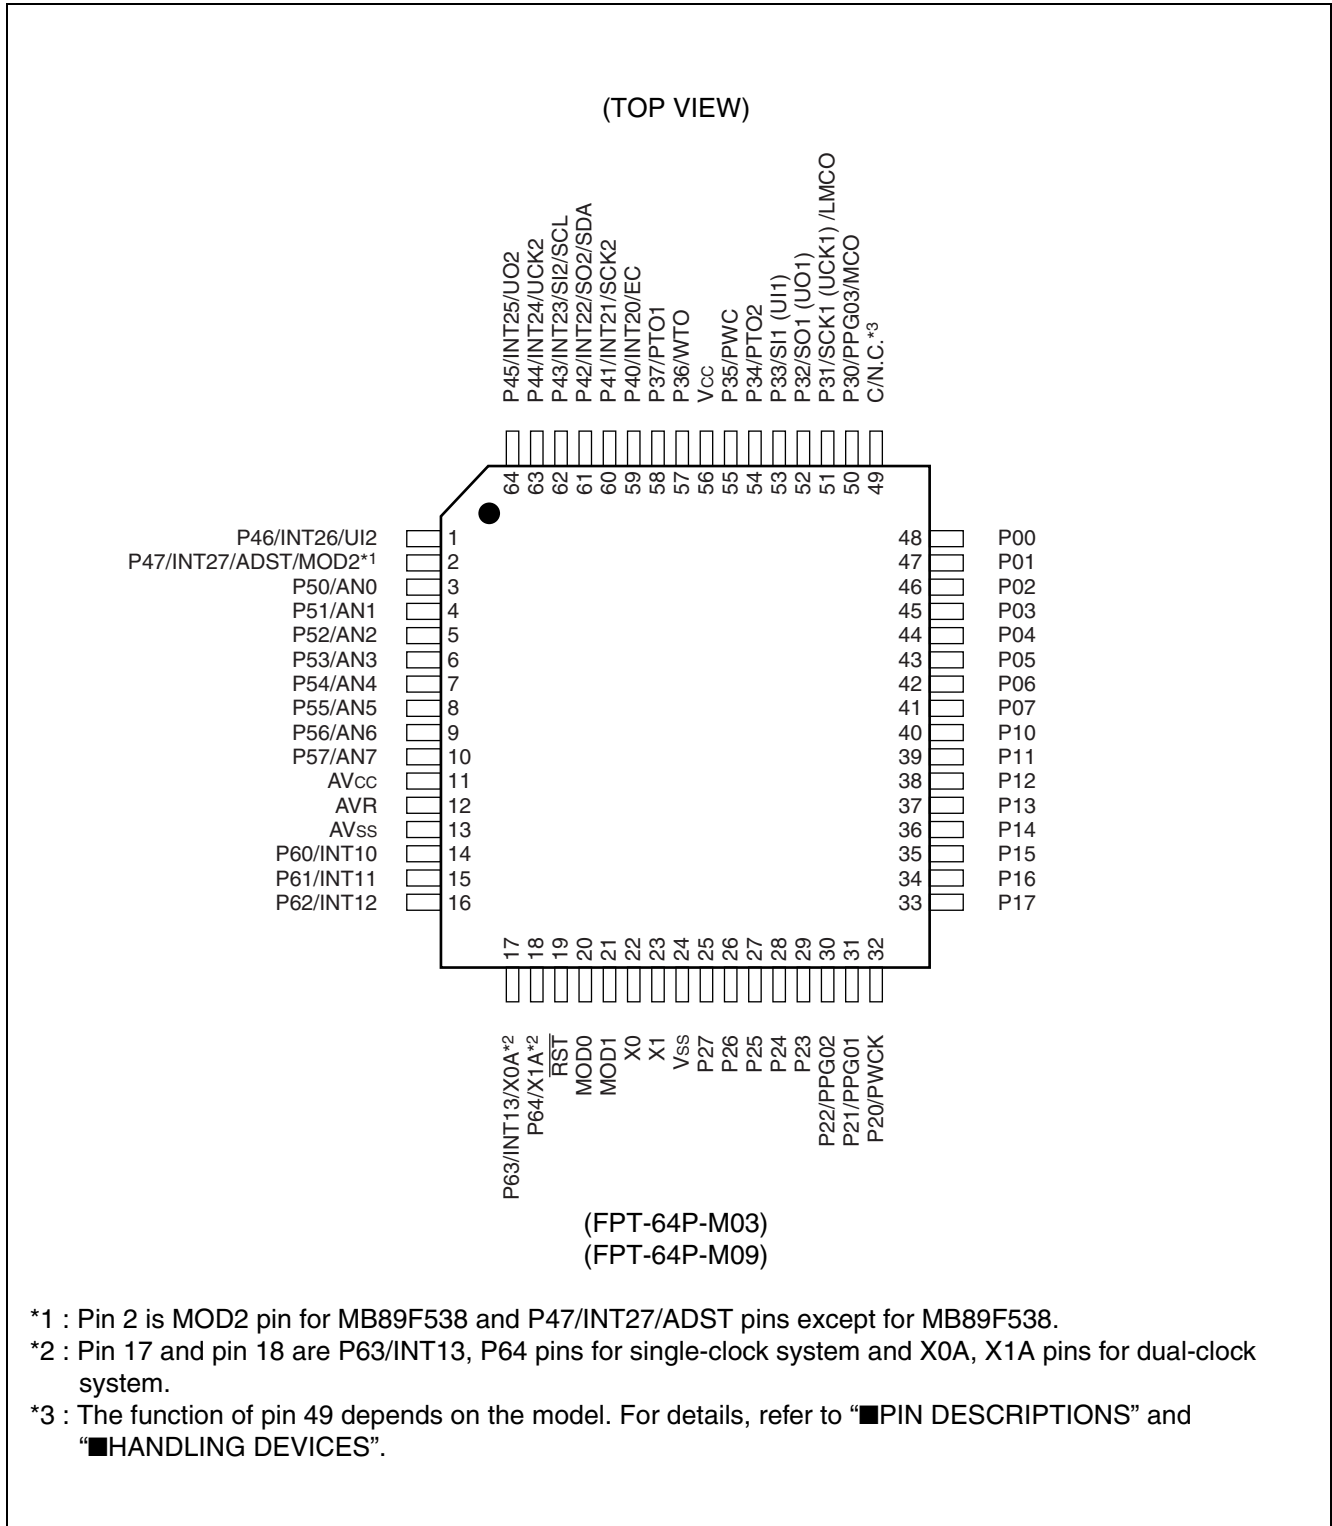 (TOP VIEW)
P45/INT25/UO2
P44/INT24/UCK2
P43/INT23/SI2/SCL
P42/INT22/SO2/SDA
P41/INT21/SCK2
P40/INT20/EC
P37/PTO1
P36/WTO
Vcc
P35/PWC
P34/PTO2
P33/SI1 (UI1)
P32/SO1 (UO1)
P31/SCK1 (UCK1) /LMCO
P30/PPG03/MCO
C/N.C.*3
64 63 62 61 60 59 58 57 56 55 54 53 52 51 50 49
P46/INT26/UI2 1
P47/INT27/ADST/MOD2*1 2
P50/AN0 3
P51/AN1 4
P52/AN2 5
P53/AN3 6
P54/AN4 7
P55/AN5 8
P56/AN6 9
P57/AN7 10
AVcc 11
AVR 12
AVss 13
P60/INT10 14
P61/INT11 15
P62/INT12 16
48 P00
47 P01
46 P02
45 P03
44 P04
43 P05
42 P06
41 P07
40 P10
39 P11
38 P12
37 P13
36 P14
35 P15
34 P16
33 P17
17 18 19 20 21 22 23 24 25 26 27 28 29 30 31 32
P63/INT13/X0A*2
P64/X1A*2
RST
MOD0
MOD1
X0
X1
Vss
P27
P26
P25
P24
P23
P22/PPG02
P21/PPG01
P20/PWCK
(FPT-64P-M03)
(FPT-64P-M09)
*1 : Pin 2 is MOD2 pin for MB89F538 and P47/INT27/ADST pins except for MB89F538.
*2 : Pin 17 and pin 18 are P63/INT13, P64 pins for single-clock system and X0A, X1A pins for dual-clock
system.
*3 : The function of pin 49 depends on the model. For details, refer to “■PIN DESCRIPTIONS” and
“■HANDLING DEVICES”.